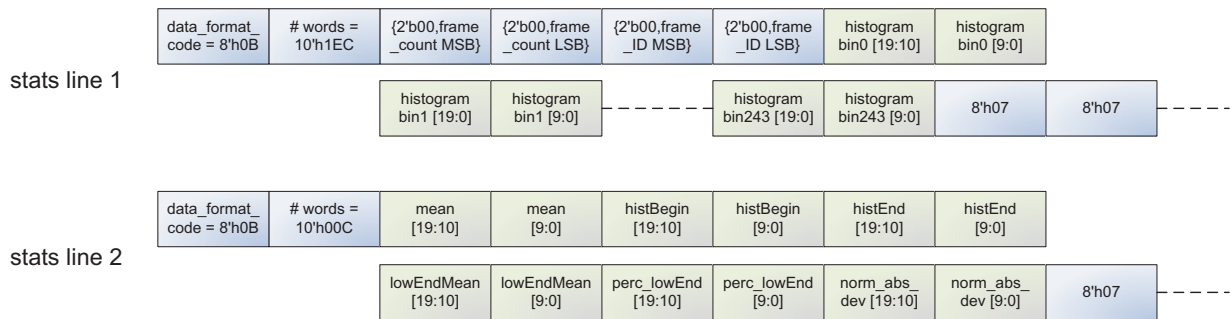 stats line 1
data_format_
code = 8'h0B
# words =
10'h1EC
{2'b00,frame
_count MSB}
{2'b00,frame
_count LSB}
{2'b00,frame
_ID MSB}
{2'b00,frame
_ID LSB}
histogram
bin0 [19:10]
histogram
bin0 [9:0]
histogram
bin1 [19:0]
histogram
bin1 [9:0]
histogram
bin243 [19:0]
histogram
bin243 [9:0]
8'h07
8'h07
stats line 2
data_format_
code = 8'h0B
# words =
10'h00C
mean
[19:10]
mean
[9:0]
histBegin
[19:10]
histBegin
[9:0]
histEnd
[19:10]
histEnd
[9:0]
lowEndMean
[19:10]
lowEndMean
[9:0]
perc_lowEnd
[19:10]
perc_lowEnd
[9:0]
norm_abs_
dev [19:10]
norm_abs_
dev [9:0]
8'h07